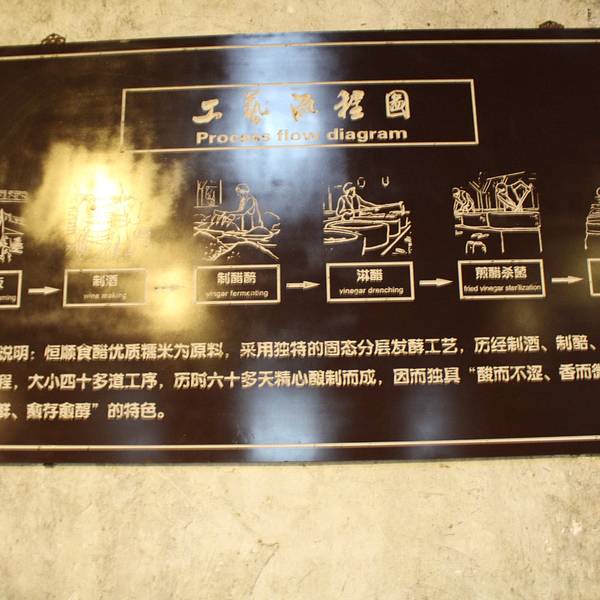 工艺流程图
Process flow diagram
制酒
wine making
制醋醅
vinegar fermenting
淋醋
vinegar drenching
煎醋杀菌
fried vinegar sterilization
说明：恒顺食醋优质糯米为原料，采用独特的固态分层发酵工艺，历经制酒、制醅、
程，大小四十多道工序，历时六十多天精心酿制而成，因而独具“酸而不涩、香而微
鲜、愈存愈醇”的特色。